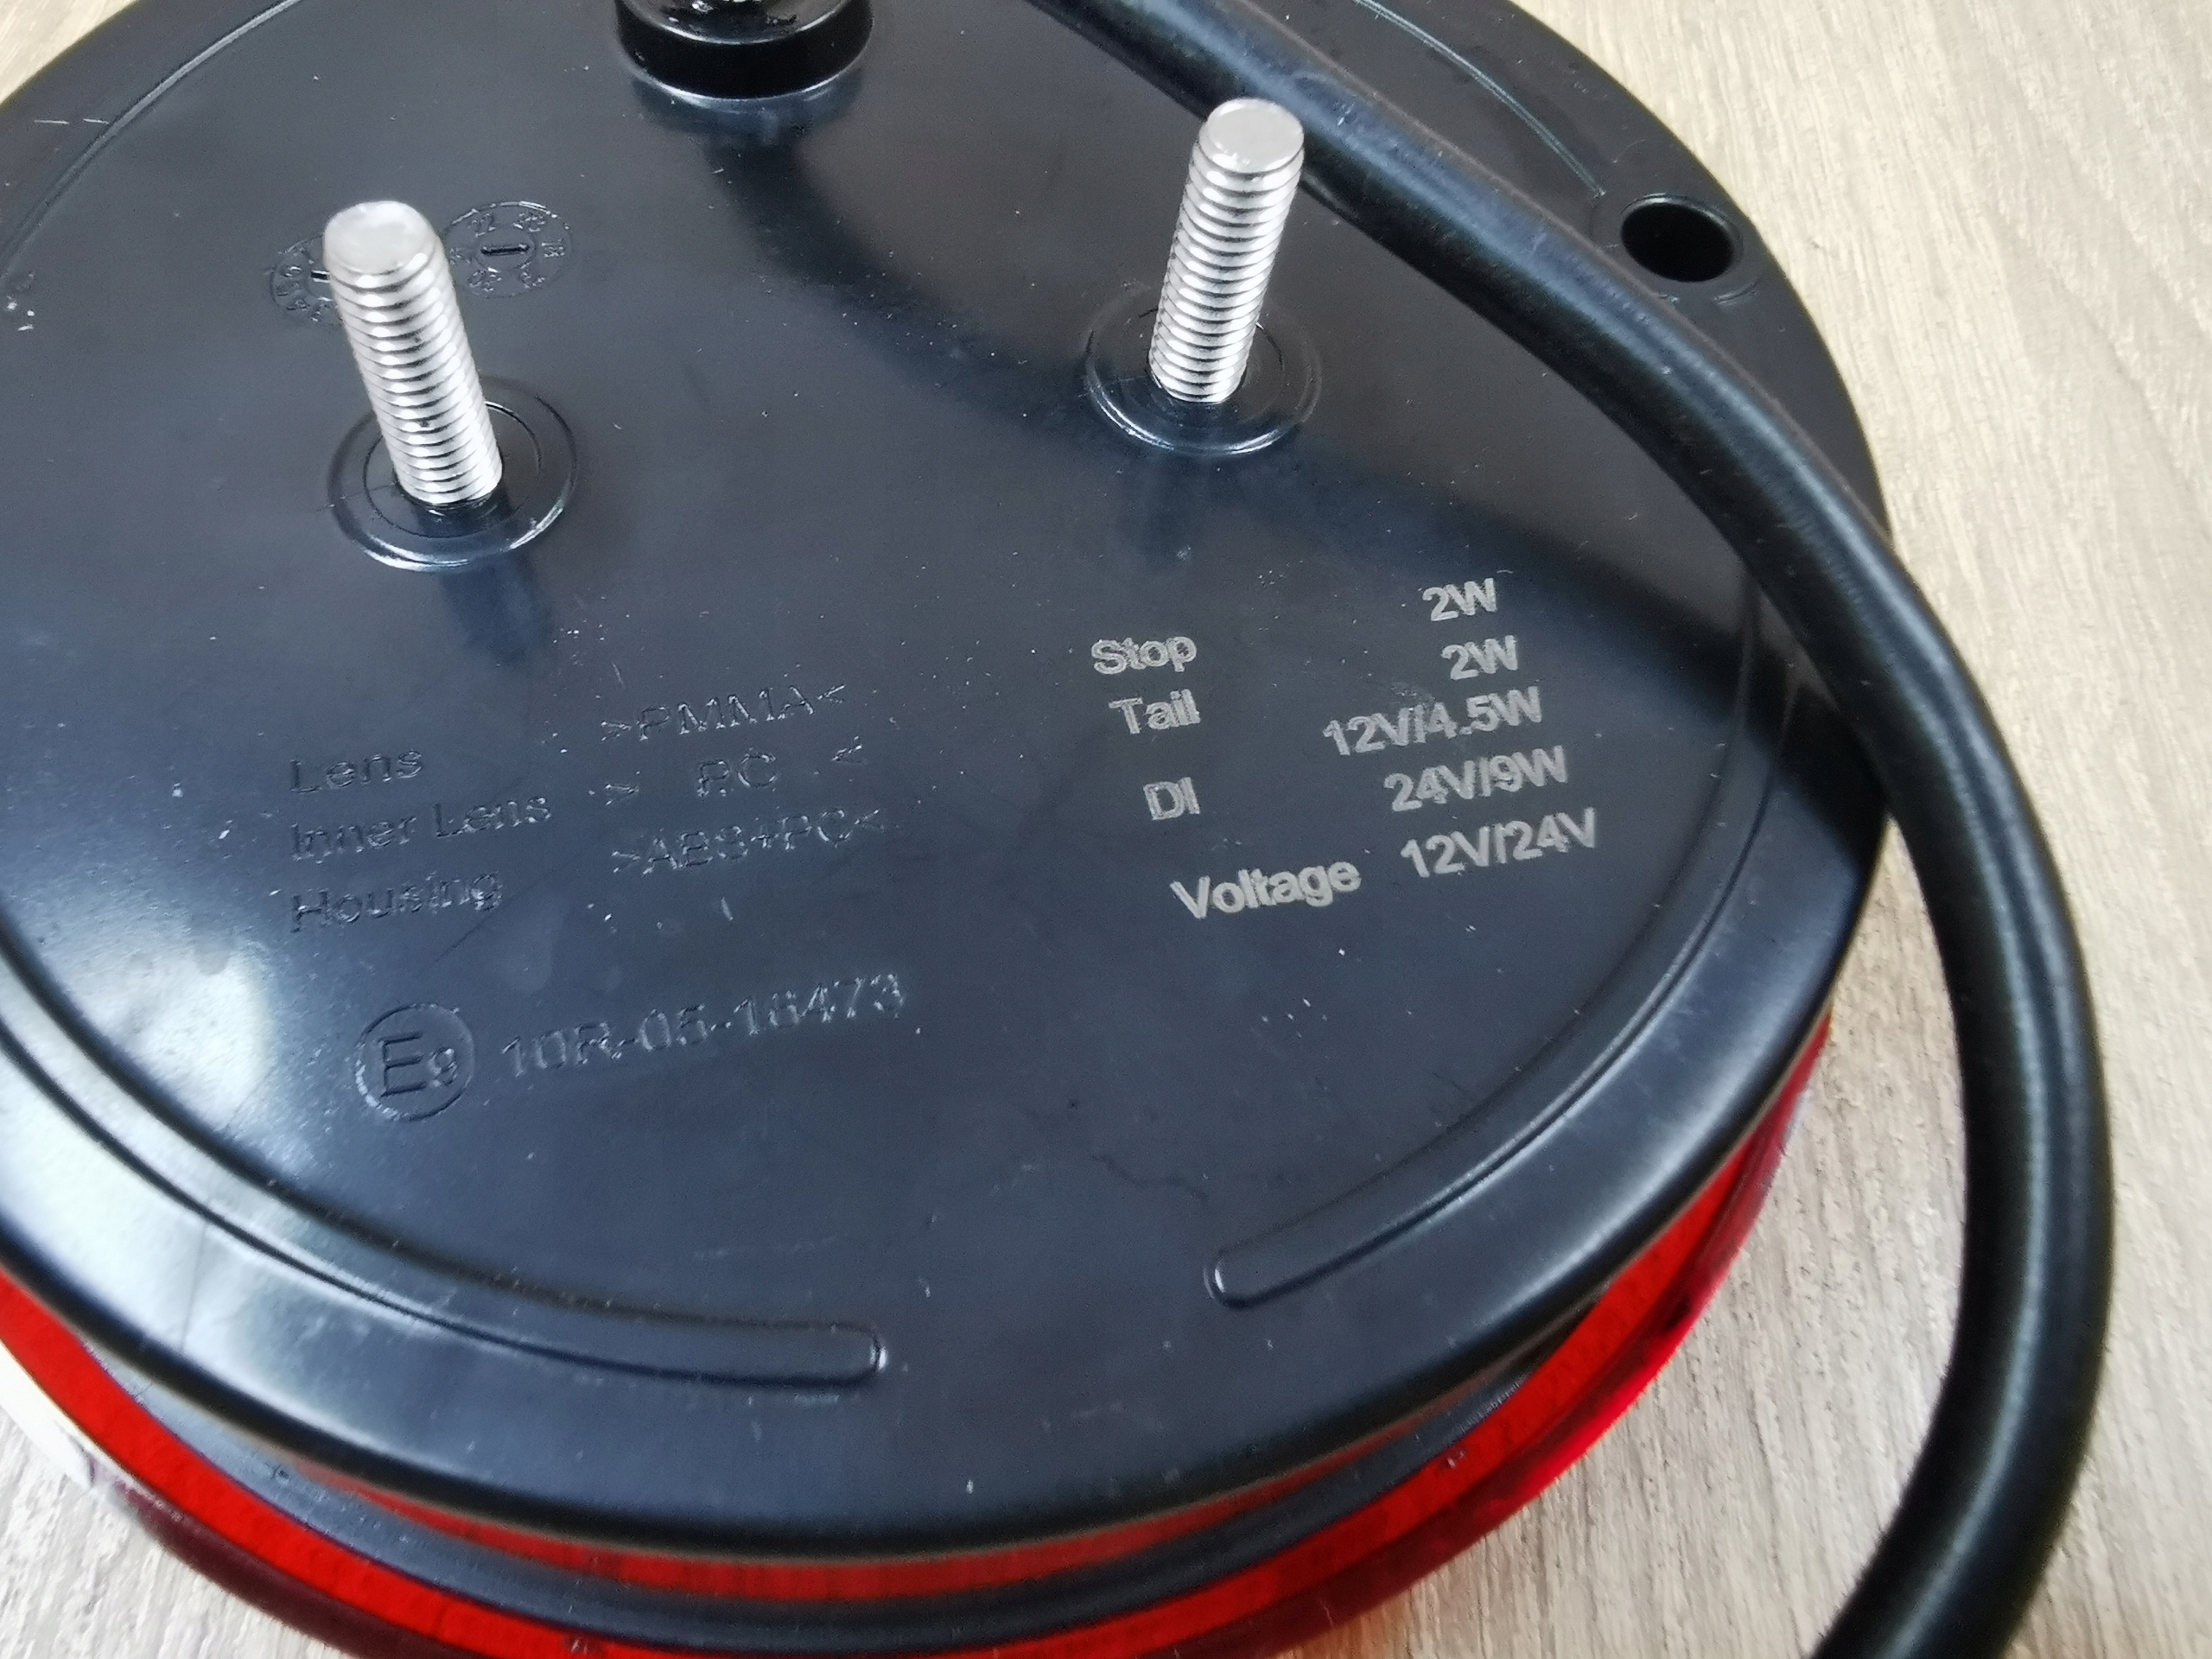 Lens >PMMA<
Inner Lens > PC <
Housing >ABS+PC<
E9 10R-05-18473
Stop 2W
Tail 2W
DI 12V/4.5W
24V/9W
Voltage 12V/24V